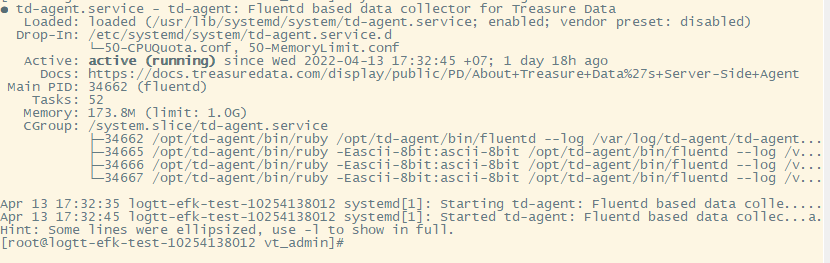 ● td-agent.service - td-agent: Fluentd based data collector for Treasure Data
   Loaded: loaded (/usr/lib/systemd/system/td-agent.service; enabled; vendor preset: disabled)
  Drop-In: /etc/systemd/system/td-agent.service.d
           └─50-CPUQuota.conf, 50-MemoryLimit.conf
   Active: active (running) since Wed 2022-04-13 17:32:45 +07; 1 day 18h ago
     Docs: https://docs.treasuredata.com/display/public/PD/About+Treasure+Data%27s+Server-Side+Agent
 Main PID: 34662 (fluentd)
    Tasks: 52
   Memory: 173.8M (limit: 1.0G)
   CGroup: /system.slice/td-agent.service
           ├─34662 /opt/td-agent/bin/ruby /opt/td-agent/bin/fluentd --log /var/log/td-agent/td-agent...
           ├─34665 /opt/td-agent/bin/ruby -Eascii-8bit:ascii-8bit /opt/td-agent/bin/fluentd --log /v...
           ├─34666 /opt/td-agent/bin/ruby -Eascii-8bit:ascii-8bit /opt/td-agent/bin/fluentd --log /v...
           └─34667 /opt/td-agent/bin/ruby -Eascii-8bit:ascii-8bit /opt/td-agent/bin/fluentd --log /v...

Apr 13 17:32:35 logtt-efk-test-10254138012 systemd[1]: Starting td-agent: Fluentd based data colle.....
Apr 13 17:32:45 logtt-efk-test-10254138012 systemd[1]: Started td-agent: Fluentd based data collec...a.
Hint: Some lines were ellipsized, use -l to show in full.
[root@logtt-efk-test-10254138012 vt_admin]#